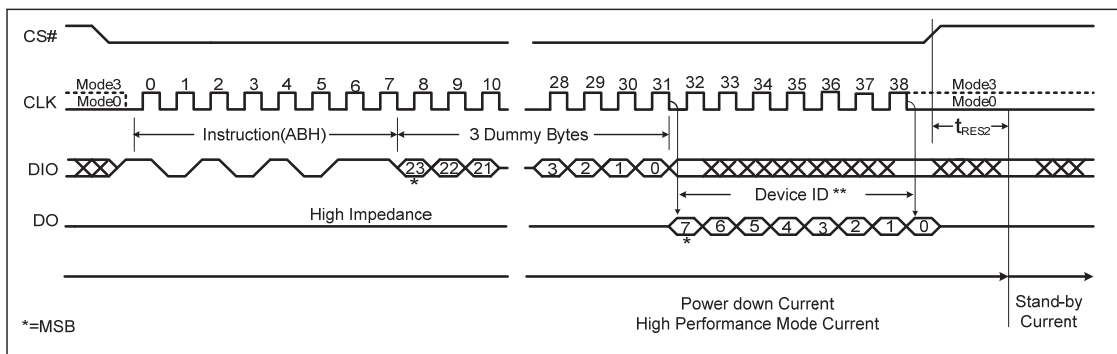 CS#
Mode3 0 1 2 3 4 5 6 7 8 9 10 28 29 30 31 32 33 34 35 36 37 38 Mode3
CLK Mode0 Mode0
Instruction(ABH) 3 Dummy Bytes tRES2
DIO 23 22 21 3 2 1 0
* Device ID **
High Impedance
DO 7 6 5 4 3 2 1 0
*
Power down Current Stand-by
High Performance Mode Current Current
*=MSB